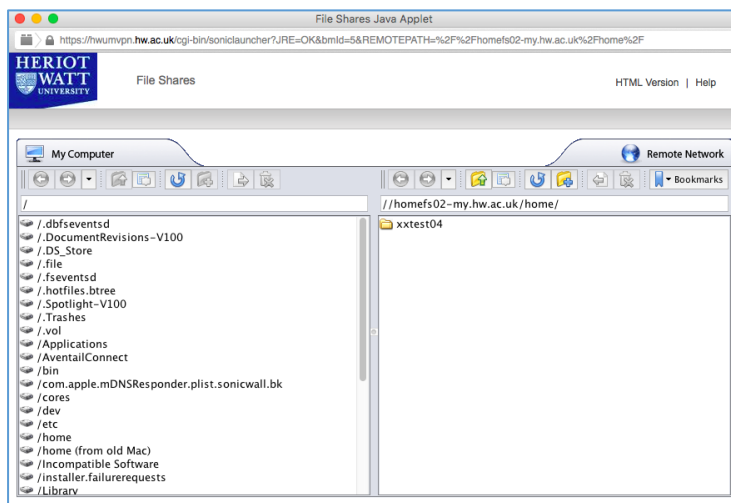 File Shares Java Applet
https://hwumvpn.hw.ac.uk/cgi-bin/soniclauncher?JRE=OK&bmId=5&REMOTEPATH=%2F%2Fhomefs02-my.hw.ac.uk%2Fhome%2F
HERIOT
WATT
UNIVERSITY
File Shares
HTML Version | Help
My Computer
Remote Network
Bookmarks
/
//homefs02-my.hw.ac.uk/home/
/.dbfseventsd
/.DocumentRevisions-V100
/.DS_Store
/.file
/.fseventsd
/.hotfiles.btree
/.Spotlight-V100
/.Trashes
/.vol
/Applications
/AventailConnect
/bin
/com.apple.mDNSResponder.plist.sonicwall.bk
/cores
/dev
/etc
/home
/home (from old Mac)
/Incompatible Software
/installer.failurerequests
/Library
xxtest04